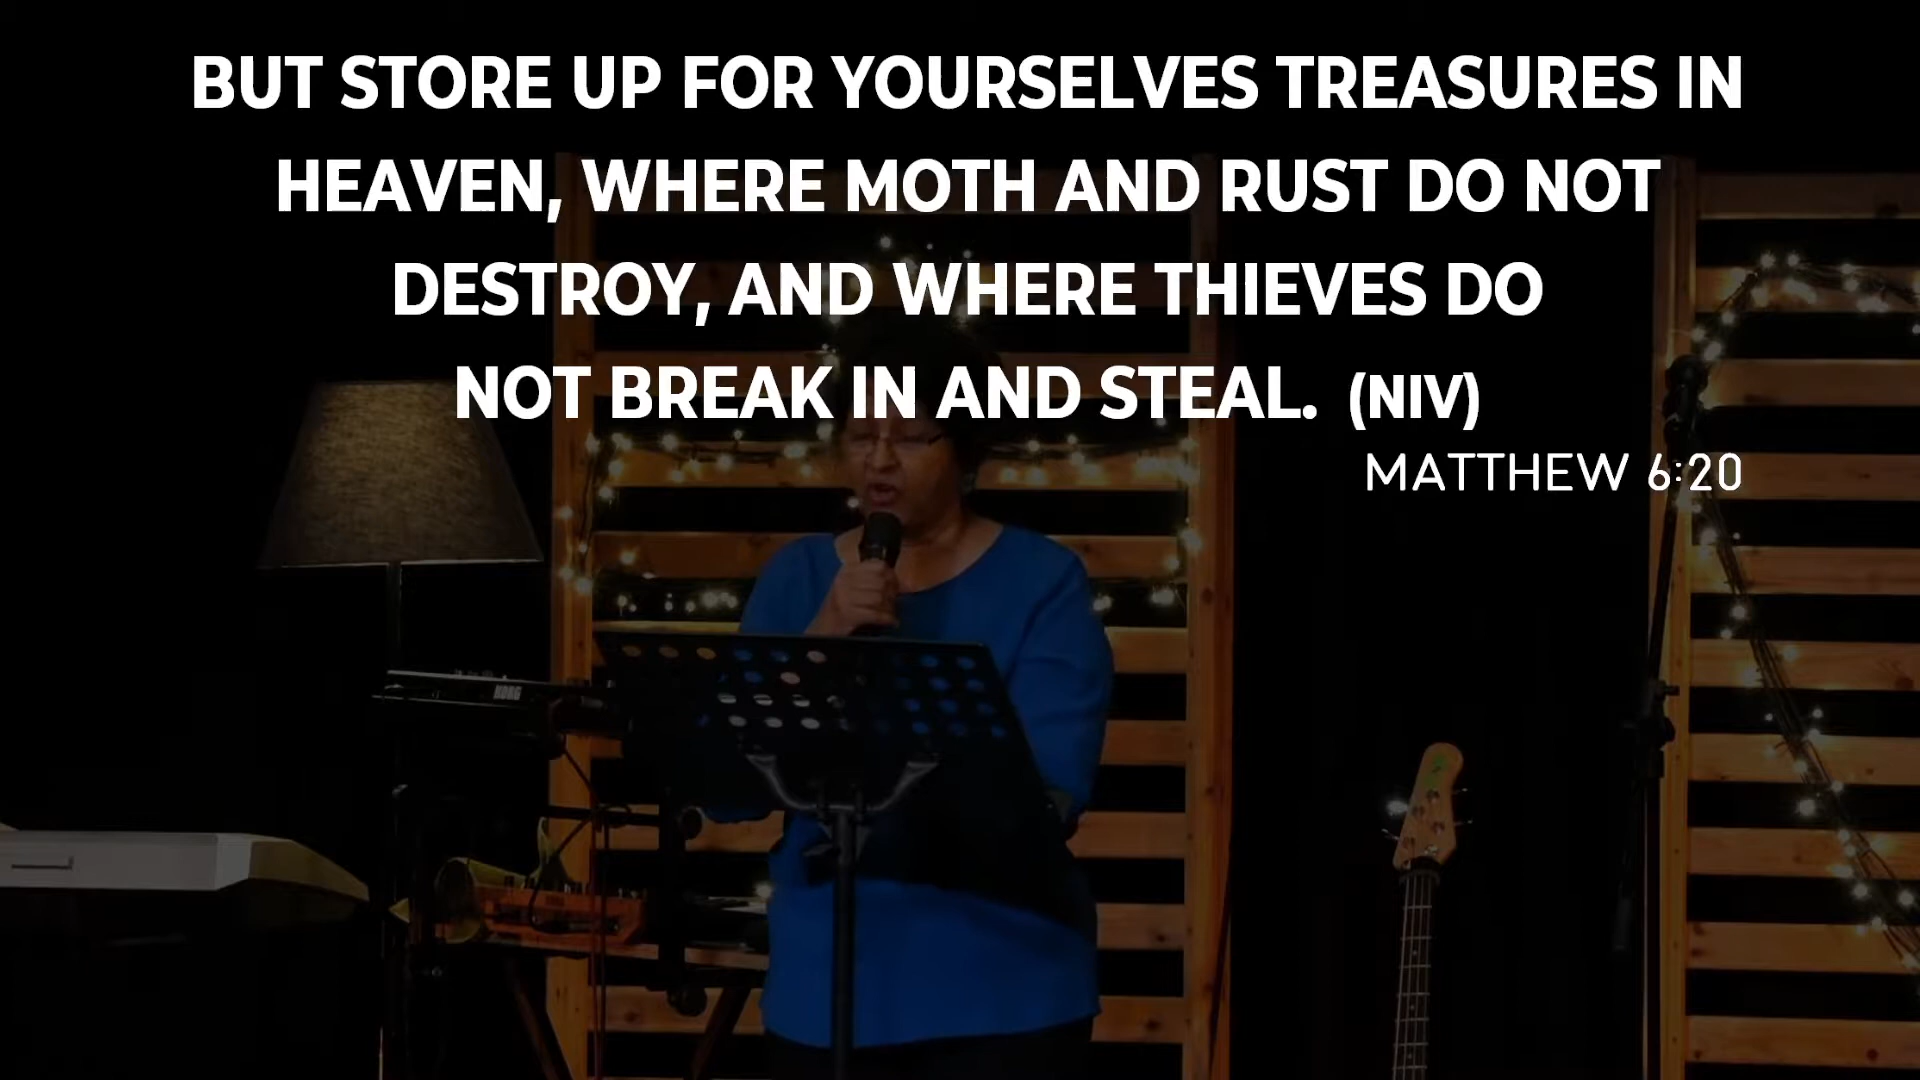 BUT STORE UP FOR YOURSELVES TREASURES IN
HEAVEN, WHERE MOTH AND RUST DO NOT
DESTROY, AND WHERE THIEVES DO
NOT BREAK IN AND STEAL. (NIV)
MATTHEW 6:20
KORG